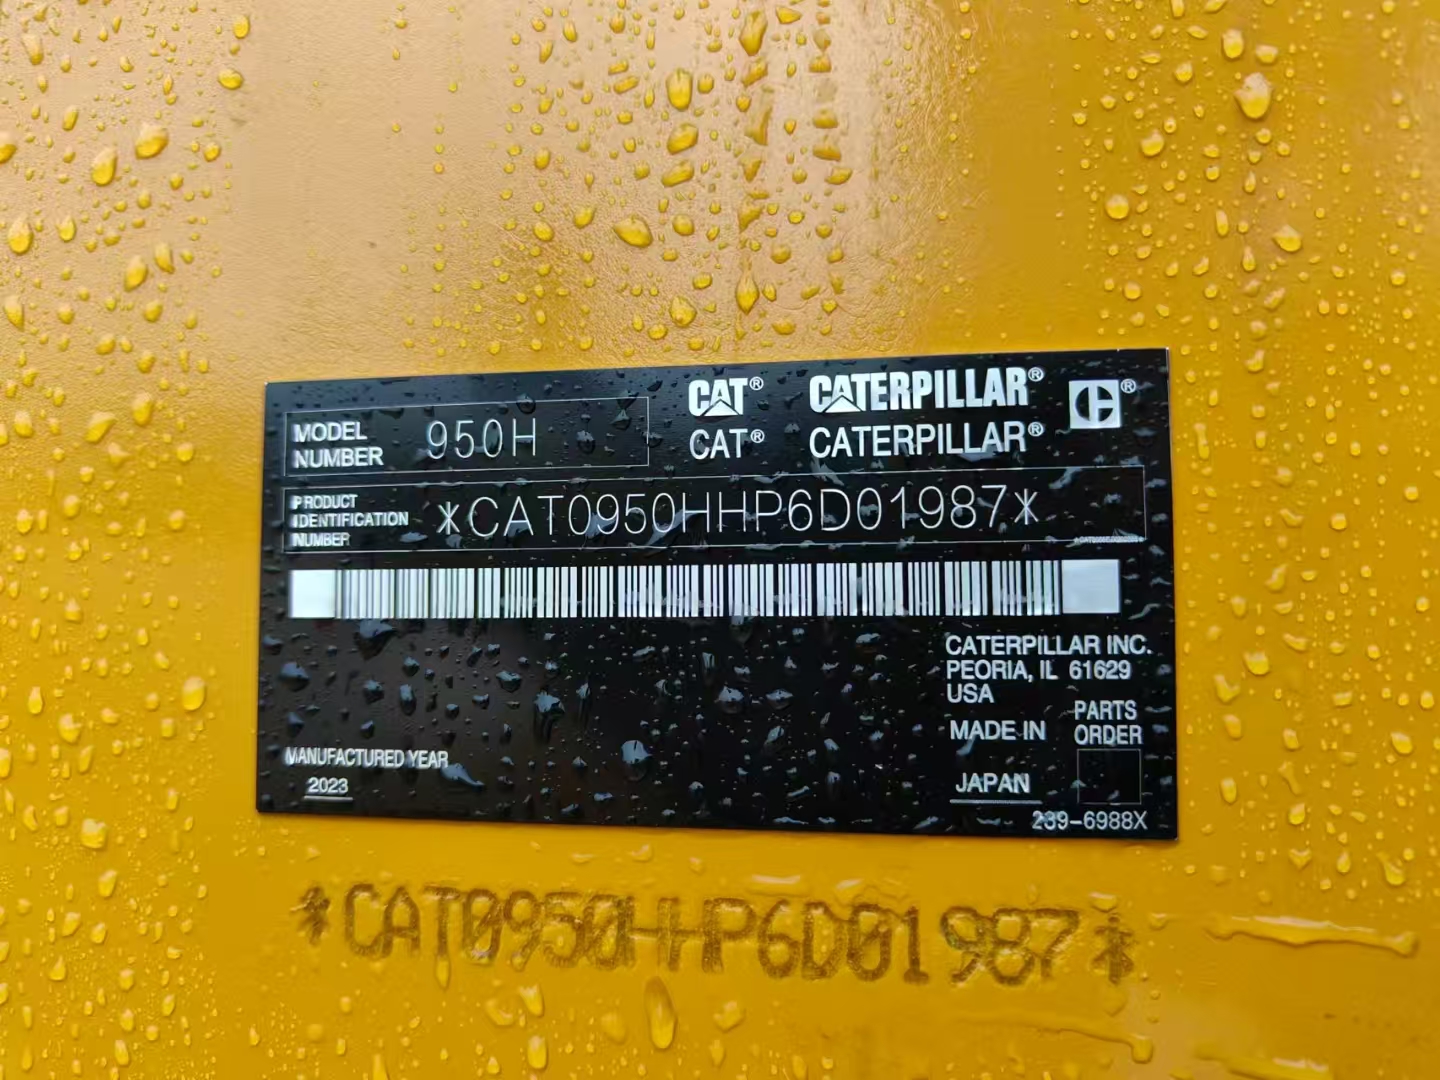 MODEL NUMBER 950H
CAT® CATERPILLAR® ®
CAT® CATERPILLAR®
PRODUCT IDENTIFICATION NUMBER *CAT0950HHP6D01987*
CATERPILLAR INC.
PEORIA, IL 61629
USA
MADE IN
JAPAN
PARTS
ORDER
MANUFACTURED YEAR
2023
239-6988X
*CAT0950HHP6D01987*